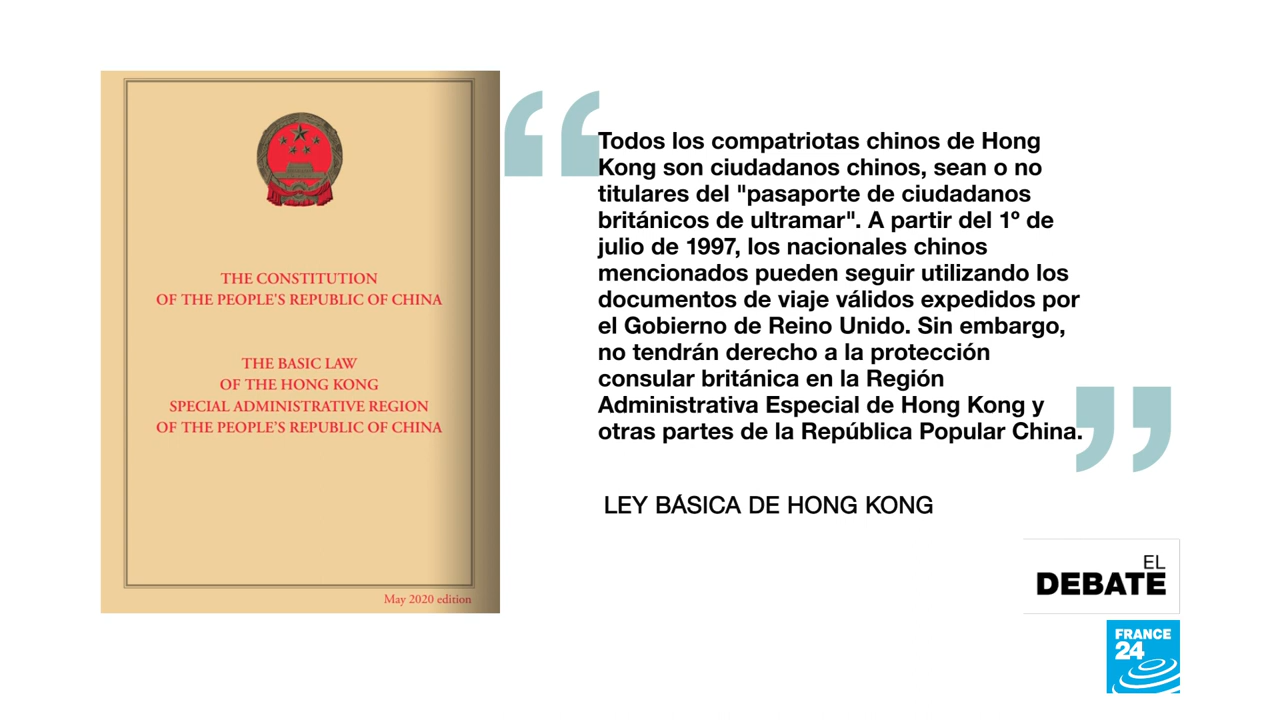 THE CONSTITUTION
OF THE PEOPLE'S REPUBLIC OF CHINA
THE BASIC LAW
OF THE HONG KONG
SPECIAL ADMINISTRATIVE REGION
OF THE PEOPLE'S REPUBLIC OF CHINA
May 2020 edition
“
Todos los compatriotas chinos de Hong
Kong son ciudadanos chinos, sean o no
titulares del "pasaporte de ciudadanos
británicos de ultramar". A partir del 1º de
julio de 1997, los nacionales chinos
mencionados pueden seguir utilizando los
documentos de viaje válidos expedidos por
el Gobierno de Reino Unido. Sin embargo,
no tendrán derecho a la protección
consular británica en la Región
Administrativa Especial de Hong Kong y
otras partes de la República Popular China.
”
LEY BÁSICA DE HONG KONG
EL
DEBATE
FRANCE
24